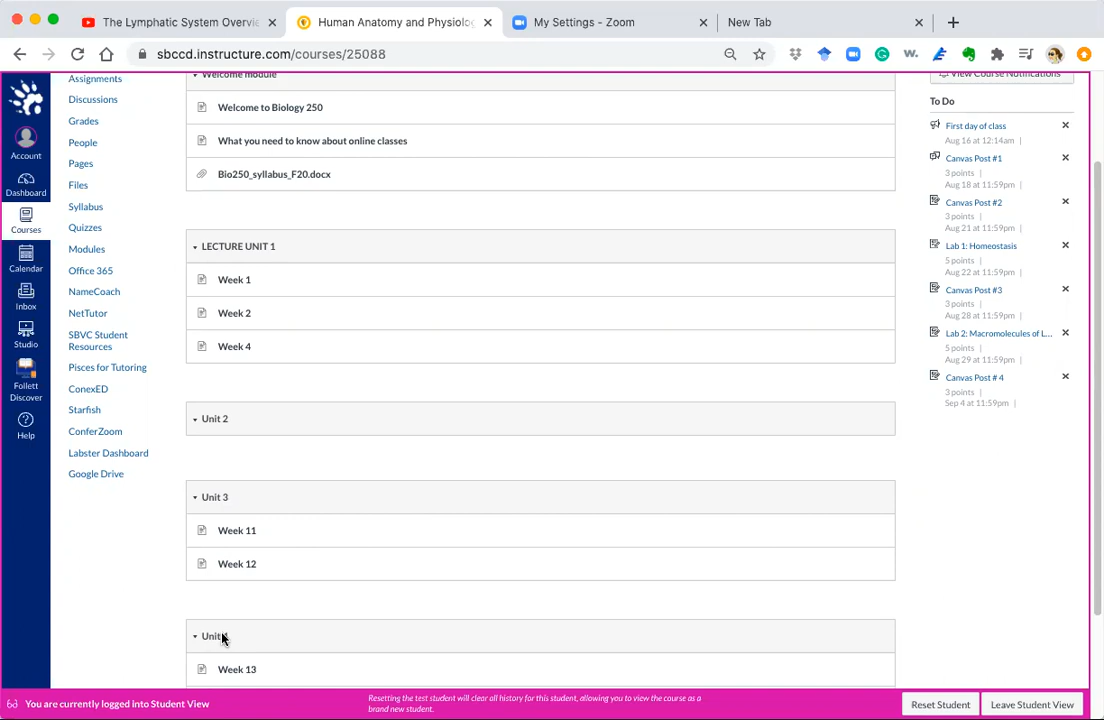 The Lymphatic System Overvie
Human Anatomy and Physiolog
My Settings - Zoom
New Tab
sbccd.instructure.com/courses/25088
Account
Dashboard
Courses
Calendar
Inbox
Studio
Follett
Discover
Help
Assignments
Discussions
Grades
People
Pages
Files
Syllabus
Quizzes
Modules
Office 365
NameCoach
NetTutor
SBVC Student
Resources
Pisces for Tutoring
ConexED
Starfish
ConferZoom
Labster Dashboard
Google Drive
Welcome module
Welcome to Biology 250
What you need to know about online classes
Bio250_syllabus_F20.docx
LECTURE UNIT 1
Week 1
Week 2
Week 4
Unit 2
Unit 3
Week 11
Week 12
Unit
Week 13
View Course Notifications
To Do
First day of class
Aug 16 at 12:14am |
Canvas Post #1
3 points |
Aug 18 at 11:59pm |
Canvas Post #2
3 points |
Aug 21 at 11:59pm |
Lab 1: Homeostasis
5 points |
Aug 22 at 11:59pm |
Canvas Post #3
3 points |
Aug 28 at 11:59pm |
Lab 2: Macromolecules of L...
5 points |
Aug 29 at 11:59pm |
Canvas Post # 4
3 points |
Sep 4 at 11:59pm |
You are currently logged into Student View
Resetting the test student will clear all history for this student, allowing you to view the course as a
brand new student.
Reset Student
Leave Student View